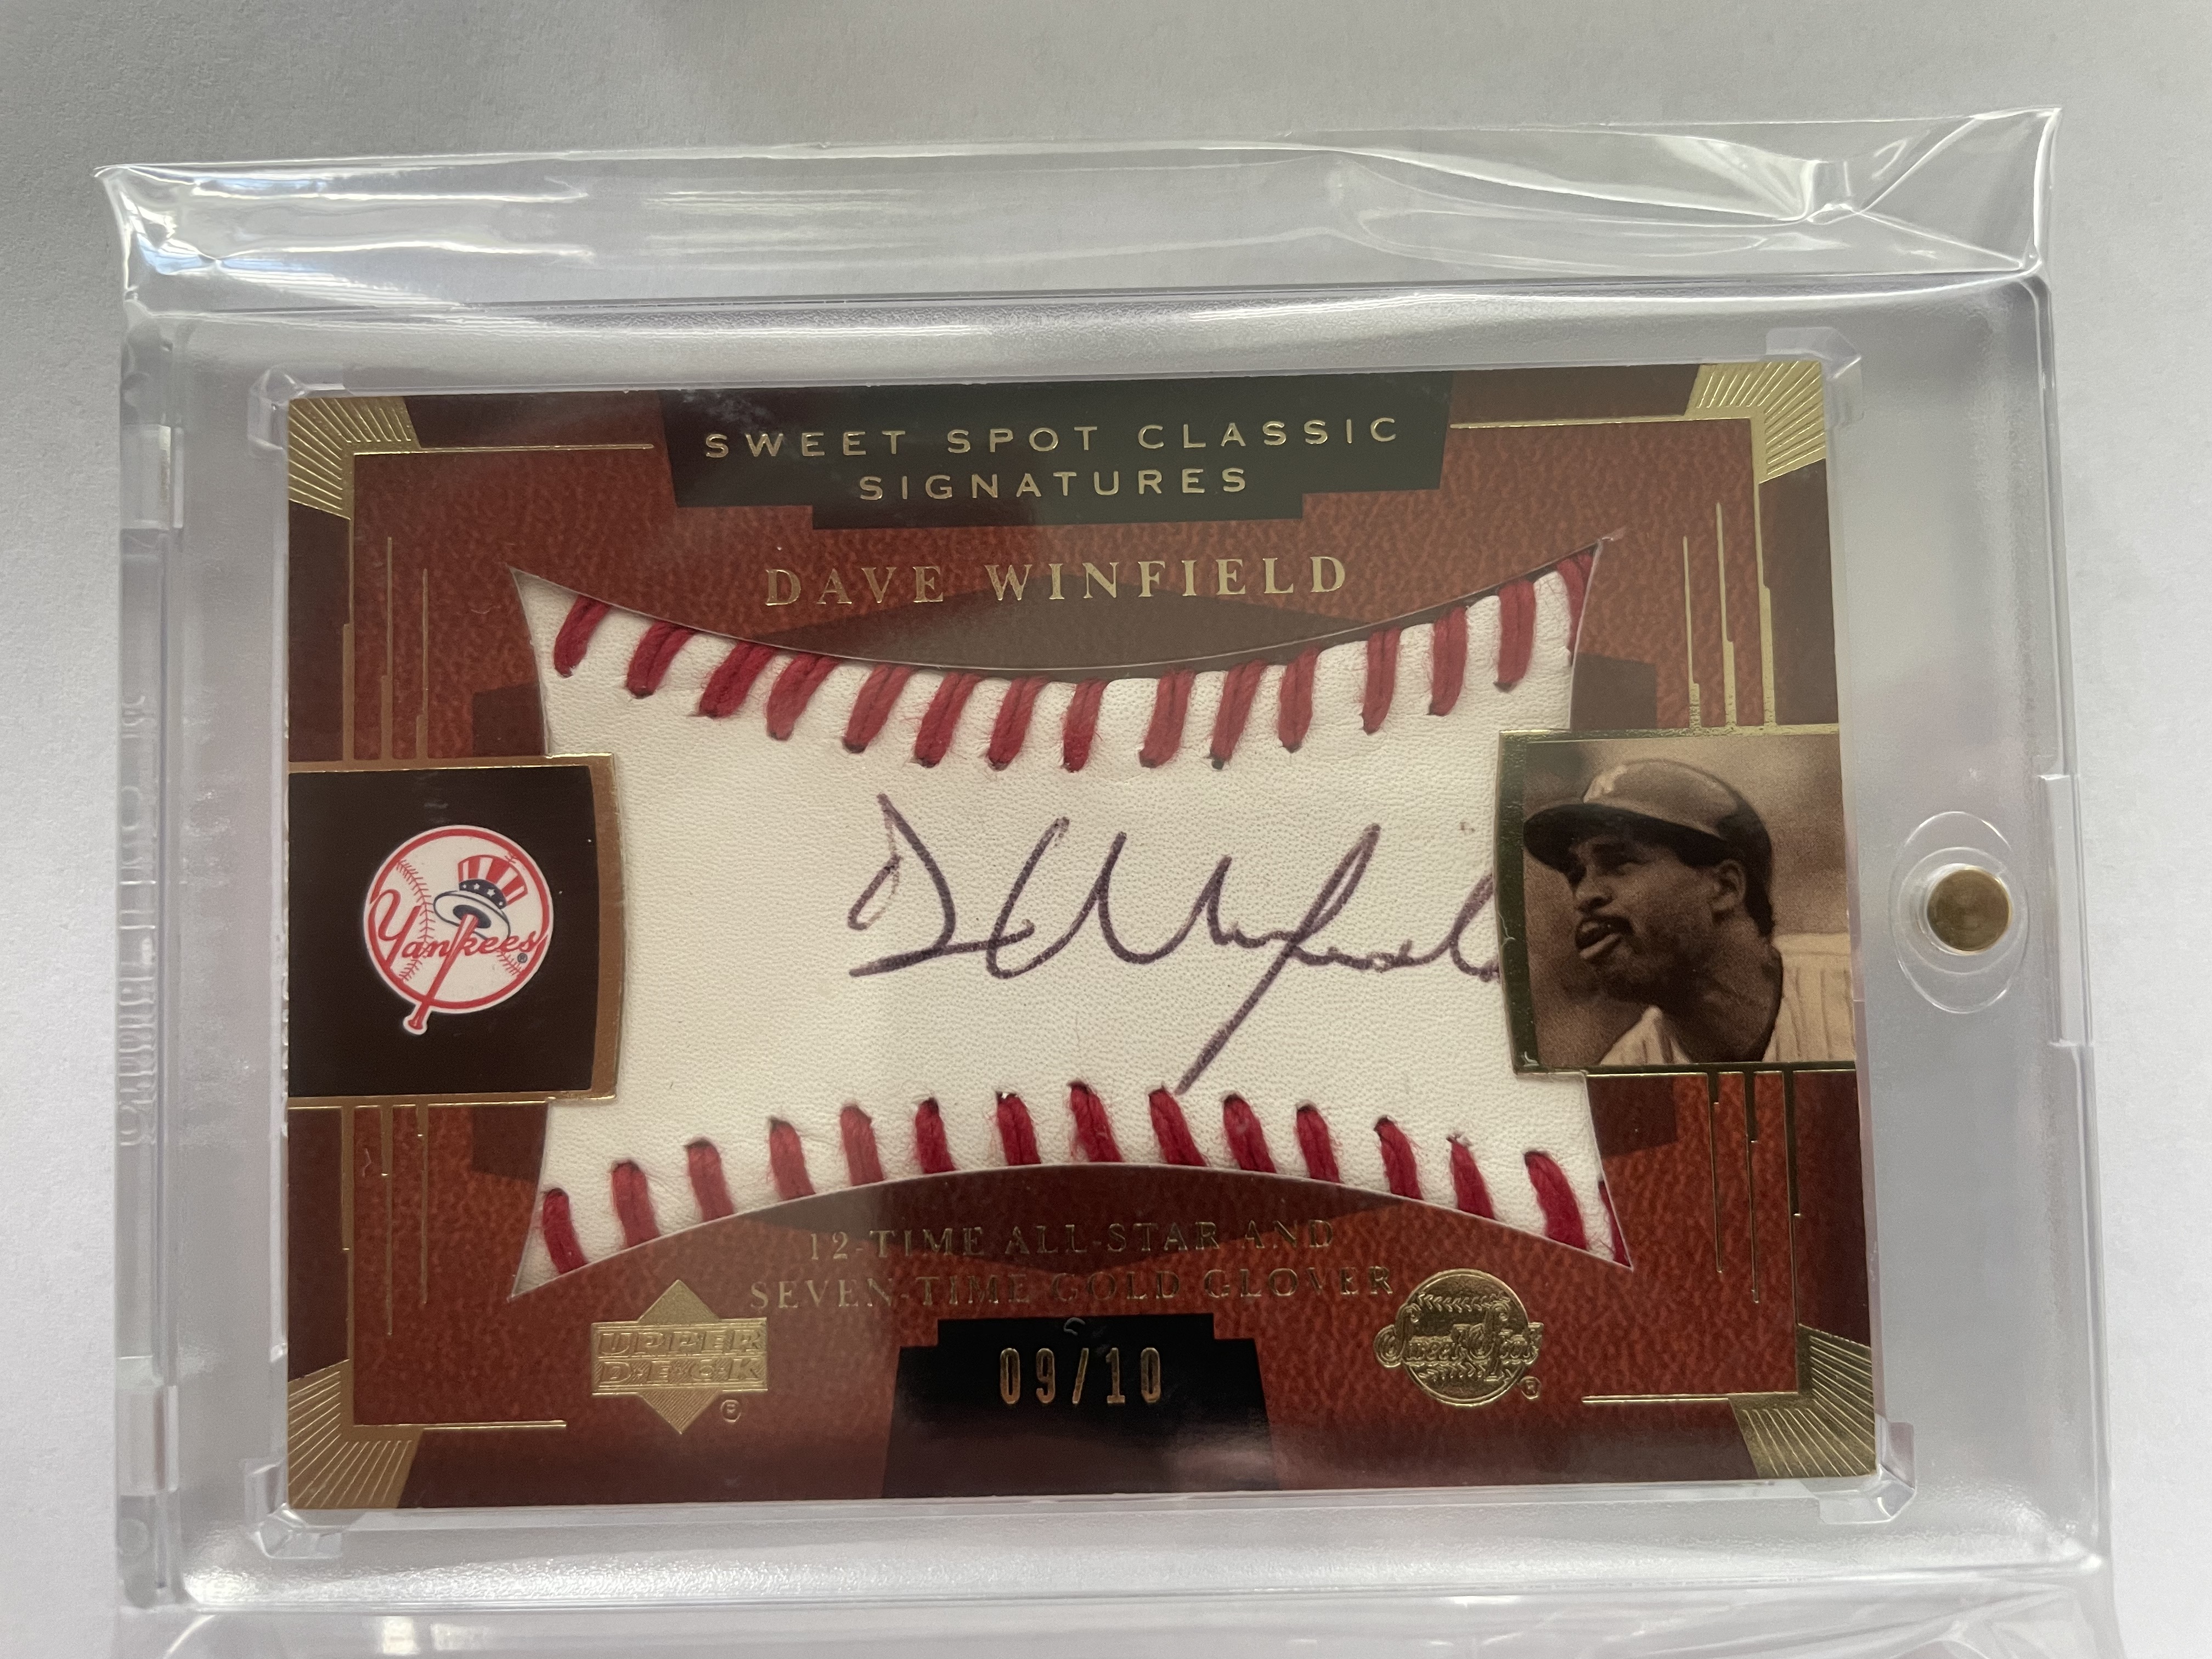 SWEET SPOT CLASSIC
SIGNATURES
DAVE WINFIELD
Yankees®
D Winfield
12-TIME ALL-STAR AND
SEVEN-TIME GOLD GLOVER
UPPER
DECK
®
09/10
Sweet Spot
®